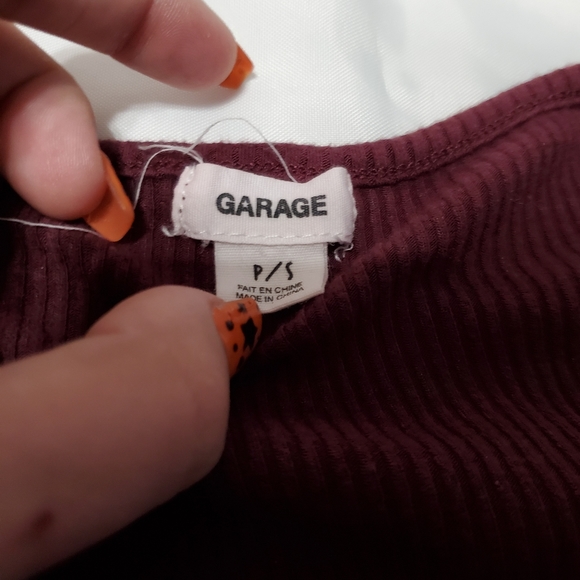 GARAGE
P/S
FAIT EN CHINE
MADE IN CHINA